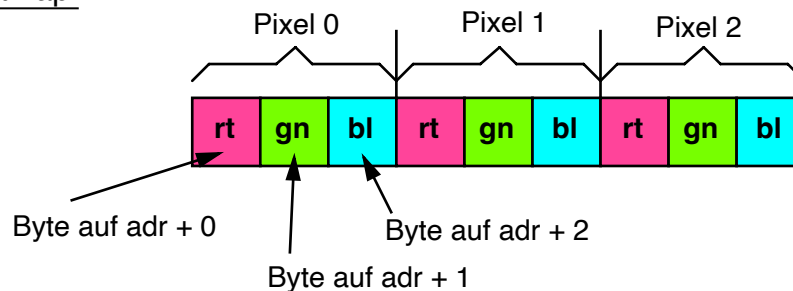 Pixel 0 Pixel 1 Pixel 2
rt gn bl rt gn bl rt gn bl
Byte auf adr + 0
Byte auf adr + 2
Byte auf adr + 1